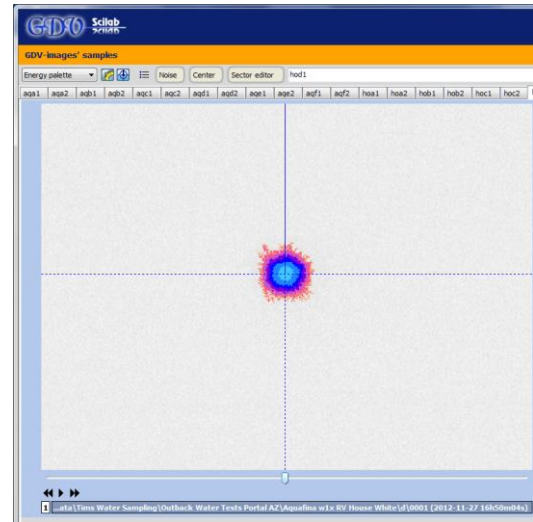 GDV Scilab
GDV-images' samples
Energy palette Noise Center Sector editor hod1
aqa1 aqa2 aqb1 aqb2 aqc1 aqc2 aqd1 aqd2 aqe1 aqe2 aqf1 aqf2 hoa1 hoa2 hob1 hob2 hoc1 hoc2
1 ...ata\Tims Water Sampling\Outback Water Tests Portal AZ\Aquafina w1x RV House White\d\0001 (2012-11-27 16h50m04s)